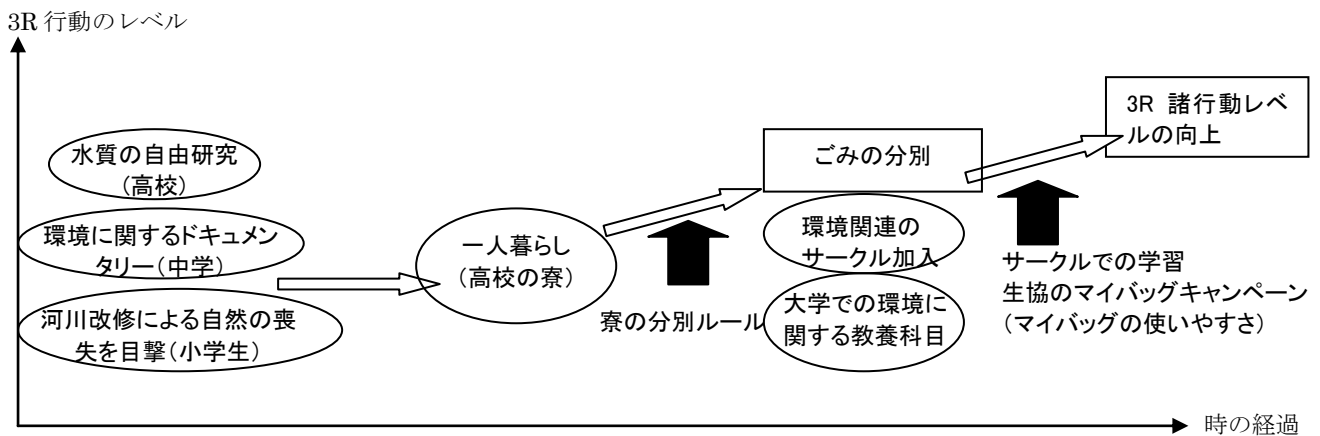 3R 行動のレベル
水質の自由研究
(高校)
環境に関するドキュメン
タリー(中学)
河川改修による自然の喪
失を目撃(小学生)
一人暮らし
(高校の寮)
寮の分別ルール
ごみの分別
環境関連の
サークル加入
大学での環境に
関する教養科目
3R 諸行動レベ
ルの向上
サークルでの学習
生協のマイバッグキャンペーン
(マイバッグの使いやすさ)
時の経過